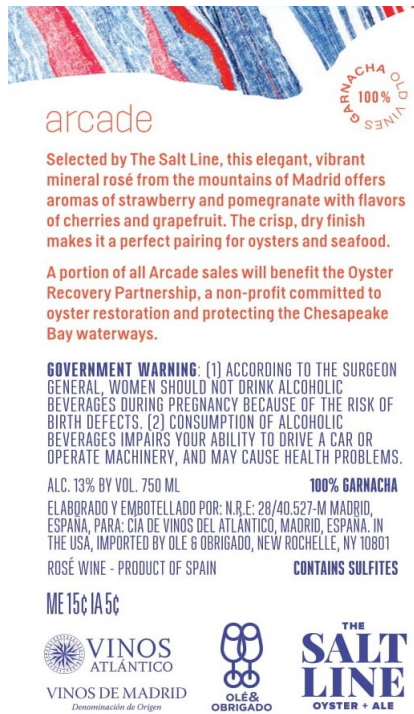 GARNACHA OLD VINES
100%
arcade
Selected by The Salt Line, this elegant, vibrant
mineral rosé from the mountains of Madrid offers
aromas of strawberry and pomegranate with flavors
of cherries and grapefruit. The crisp, dry finish
makes it a perfect pairing for oysters and seafood.
A portion of all Arcade sales will benefit the Oyster
Recovery Partnership, a non-profit committed to
oyster restoration and protecting the Chesapeake
Bay waterways.
GOVERNMENT WARNING: (1) ACCORDING TO THE SURGEON
GENERAL, WOMEN SHOULD NOT DRINK ALCOHOLIC
BEVERAGES DURING PREGNANCY BECAUSE OF THE RISK OF
BIRTH DEFECTS. (2) CONSUMPTION OF ALCOHOLIC
BEVERAGES IMPAIRS YOUR ABILITY TO DRIVE A CAR OR
OPERATE MACHINERY, AND MAY CAUSE HEALTH PROBLEMS.
ALC. 13% BY VOL. 750 ML 100% GARNACHA
ELABORADO Y EMBOTELLADO POR: N.R.E: 28/40.527-M MADRID,
ESPAÑA, PARA: CÍA DE VINOS DEL ATLÁNTICO, MADRID, ESPAÑA. IN
THE USA, IMPORTED BY OLE & OBRIGADO, NEW ROCHELLE, NY 10801
ROSÉ WINE - PRODUCT OF SPAIN CONTAINS SULFITES
ME 15¢ IA 5¢
VINOS
ATLÁNTICO
VINOS DE MADRID
Denominación de Origen
OLÉ&
OBRIGADO
THE
SALT
LINE
OYSTER + ALE